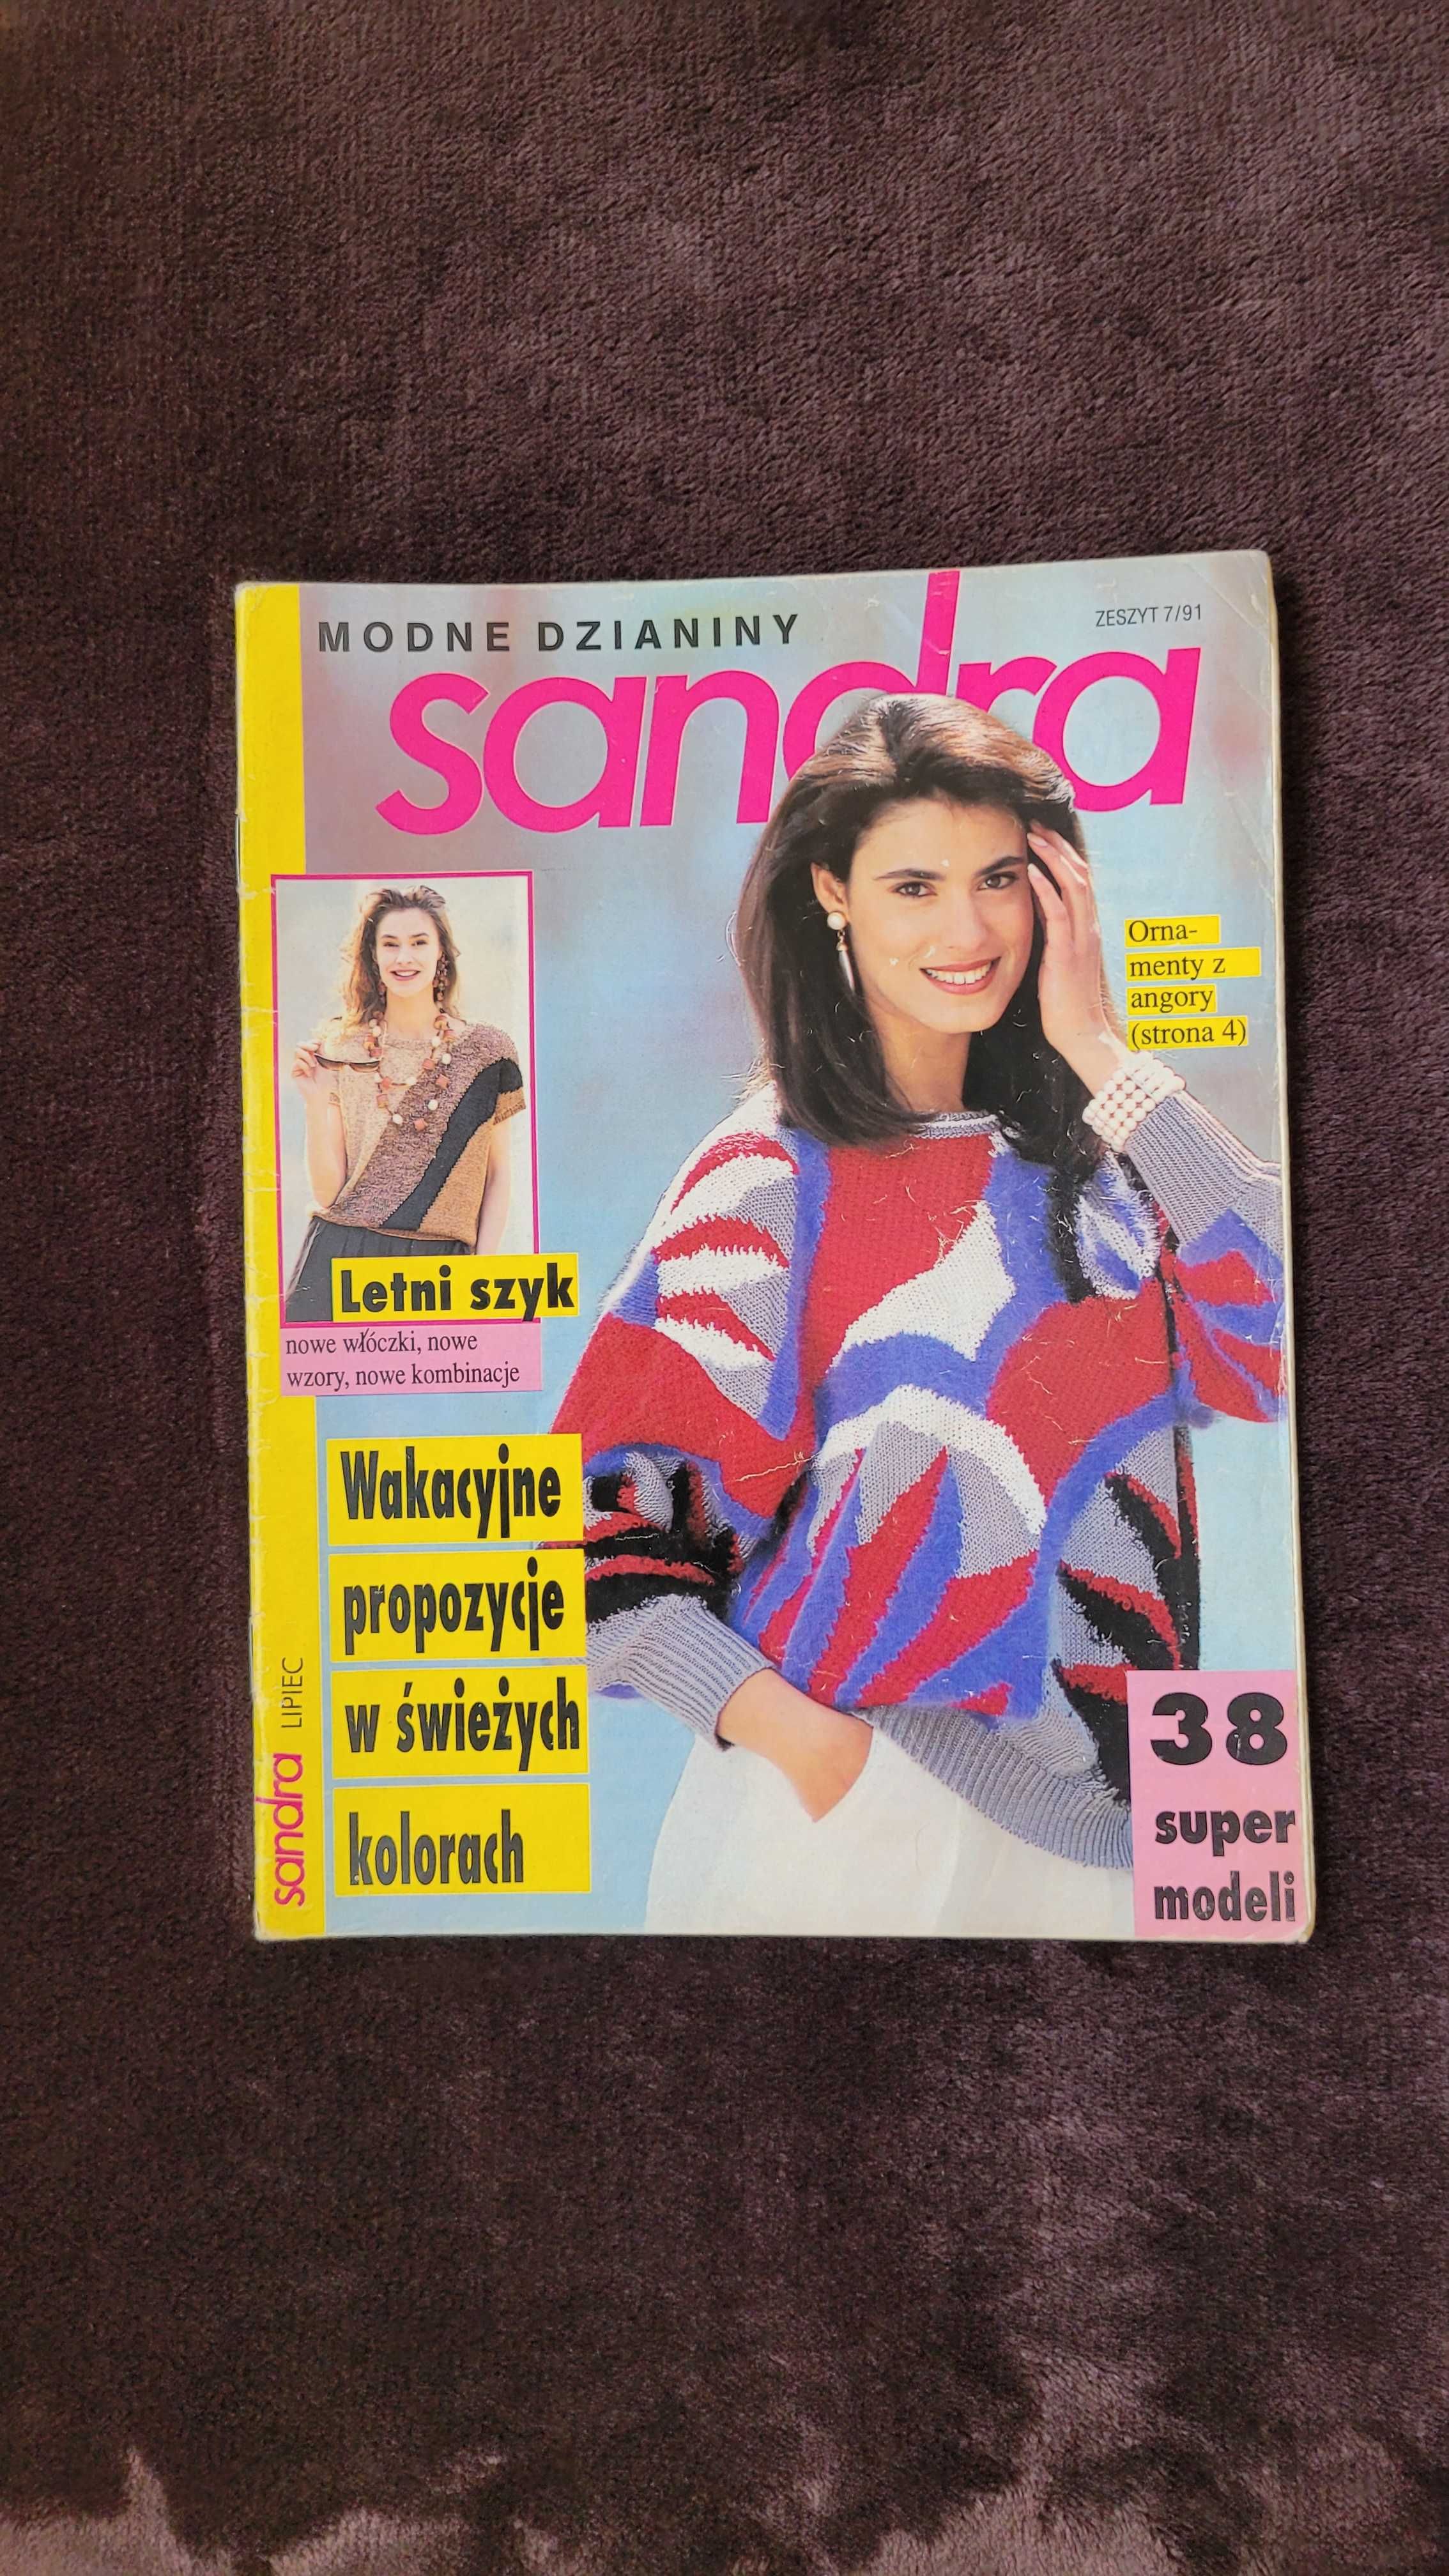 MODNE DZIANINY
ZESZYT 7/91
sandra
Orna-
menty z
angory
(strona 4)
Letni szyk
nowe włóczki, nowe
wzory, nowe kombinacje
Wakacyjne
propozycje
w świeżych
kolorach
38
super
modeli
sandra LIPIEC